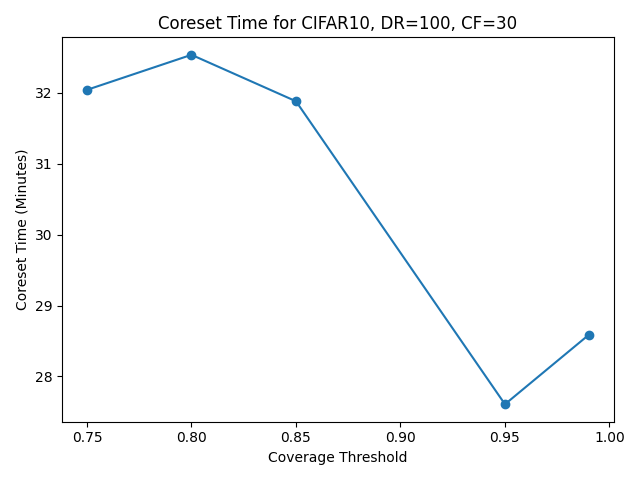 Coreset Time for CIFAR10, DR=100, CF=30
Coreset Time (Minutes)
32
31
30
29
28
0.75 0.80 0.85 0.90 0.95 1.00
Coverage Threshold